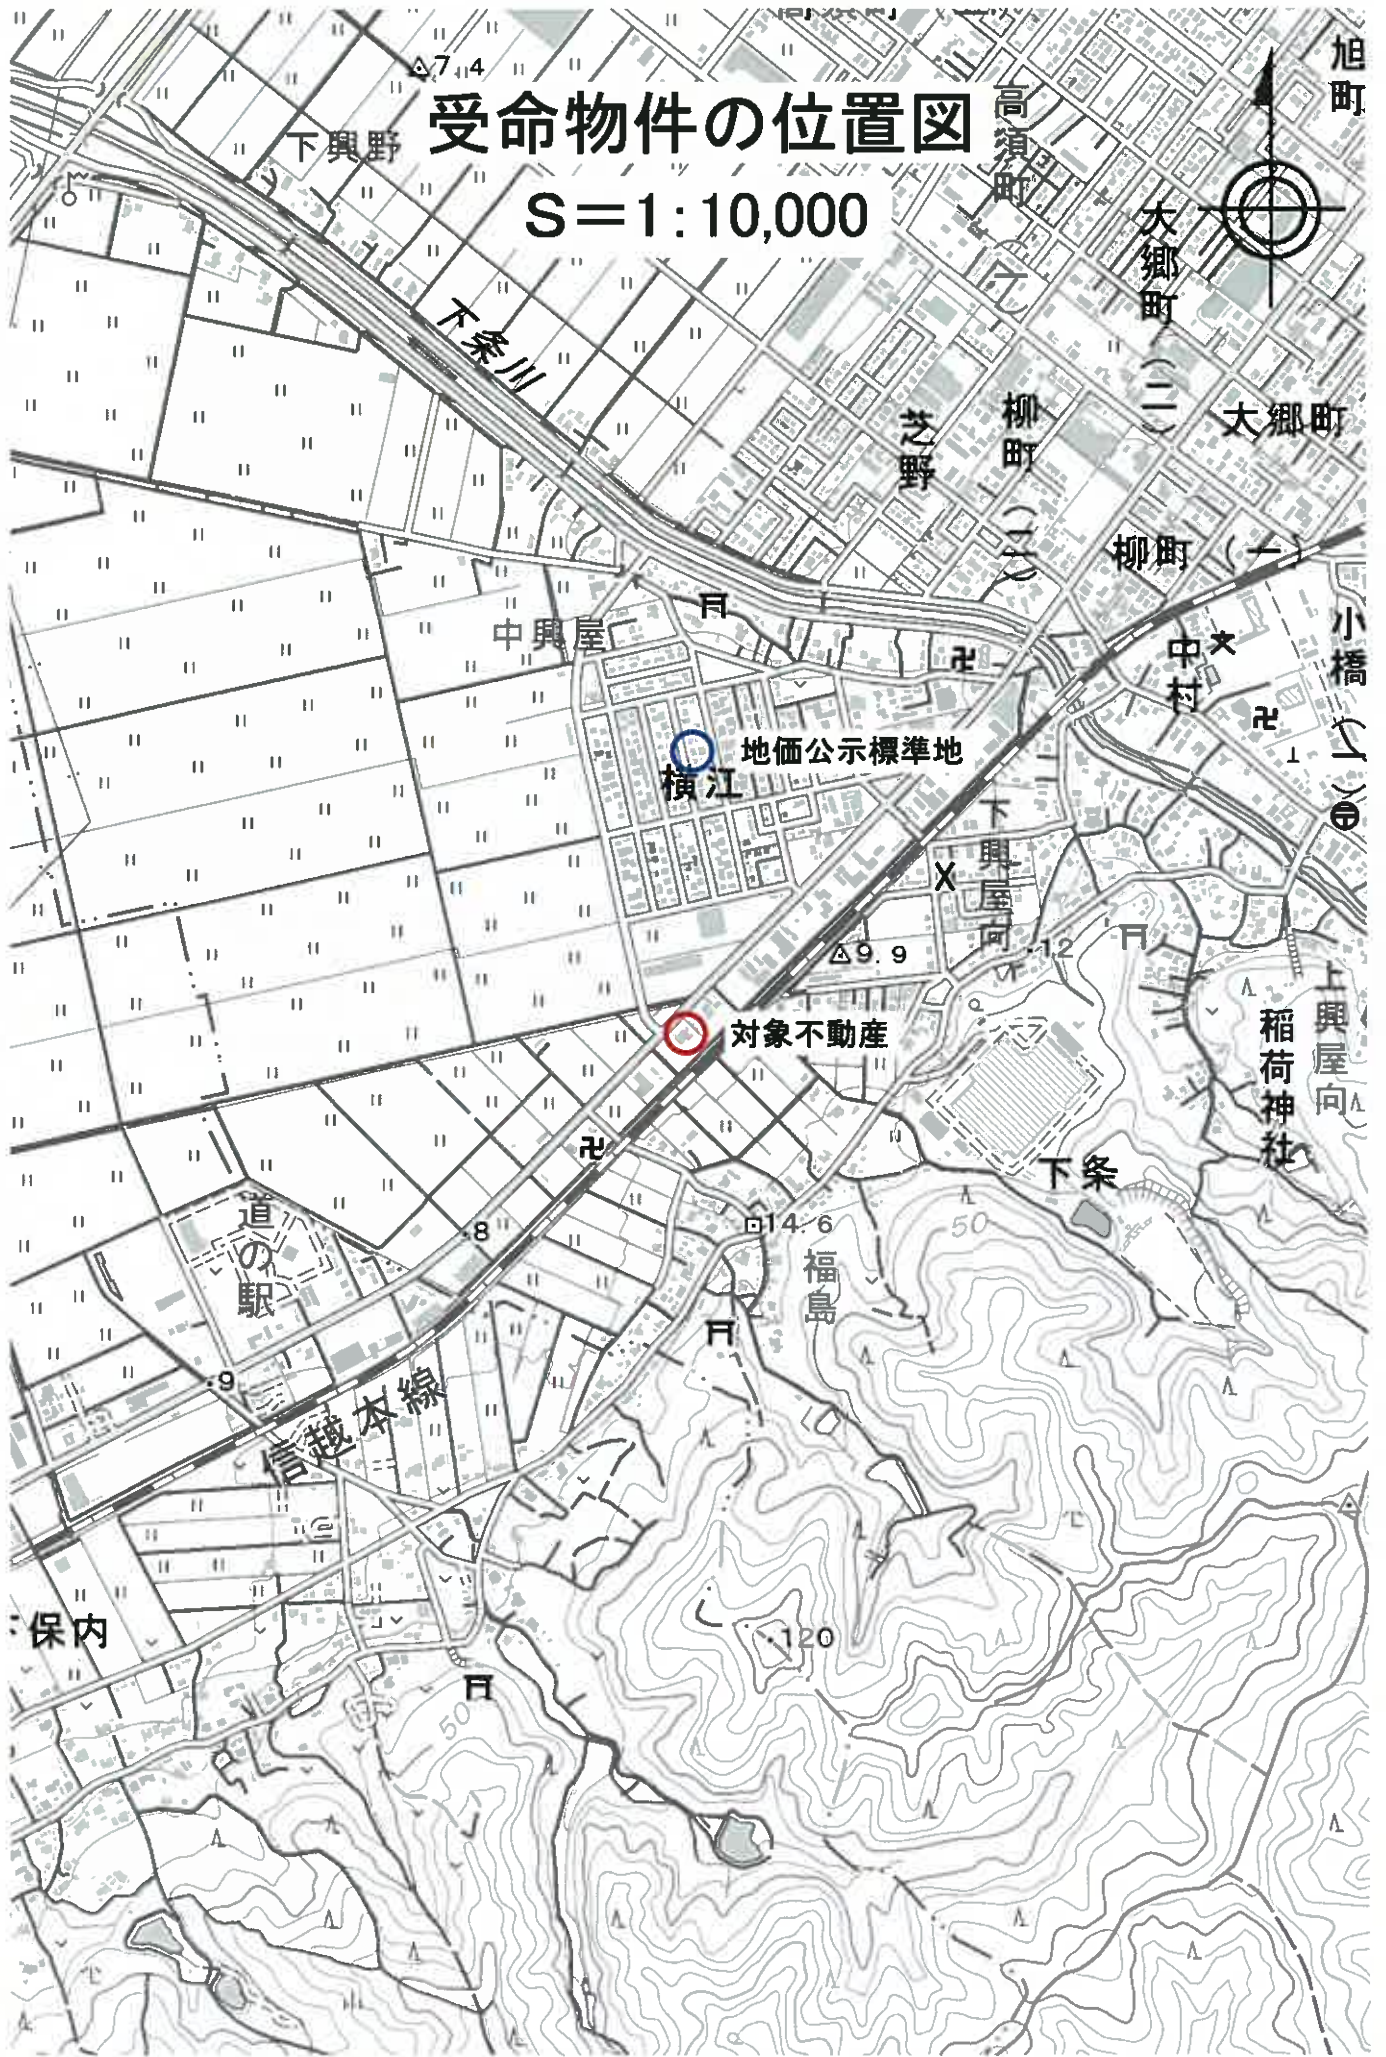 旭町
△7.4
受命物件の位置図
下興野
高須町（一）
S＝1:10,000
大郷町（二）
下条川
芝野
柳町（二）
大郷町
柳町（一）
中興屋
中村
小橋（一）
地価公示標準地
横江
下興屋向
9.9
12
対象不動産
上興屋向
稲荷神社
下条
道の駅
8
14.6
50
福島
9
信越本線
保内
120
50